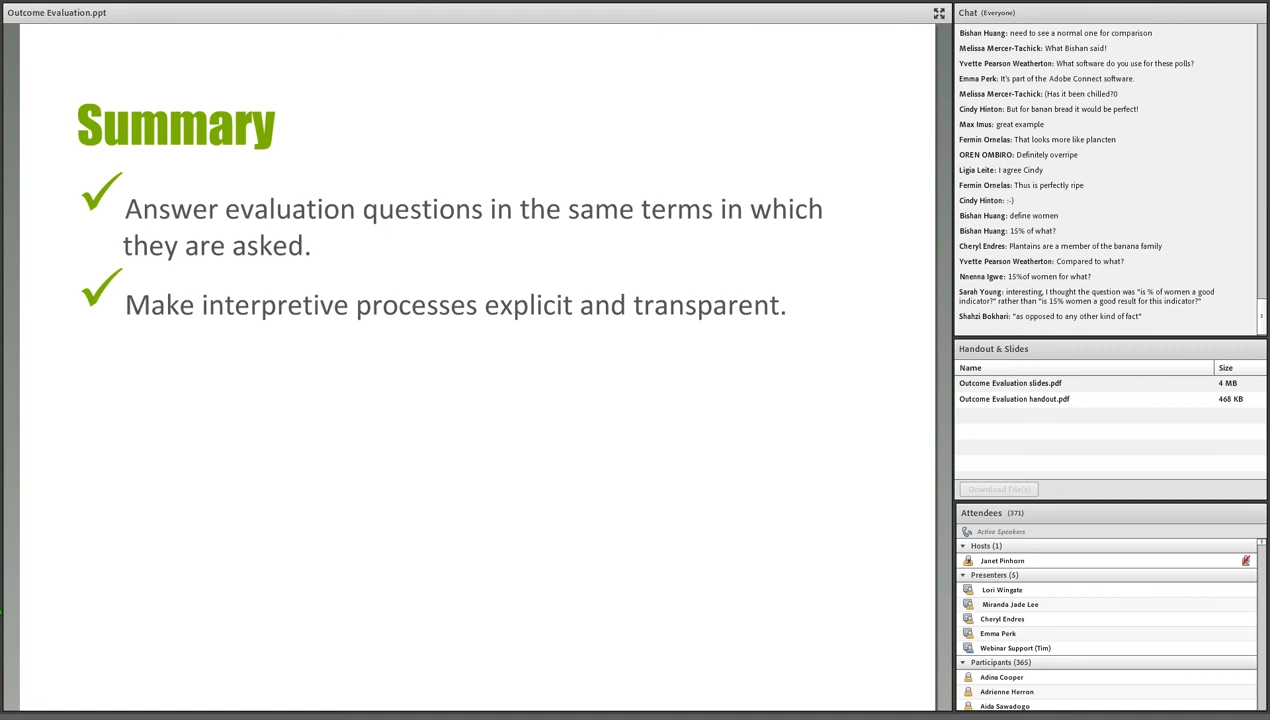 Outcome Evaluation.ppt
Summary
Answer evaluation questions in the same terms in which
they are asked.
Make interpretive processes explicit and transparent.
Chat (Everyone)
Bishan Huang: need to see a normal one for comparison
Melissa Mercer-Tachick: What Bishan said!
Yvette Pearson Weatherton: What software do you use for these polls?
Emma Perk: It's part of the Adobe Connect software.
Melissa Mercer-Tachick: (Has it been chilled?0
Cindy Hinton: But for banan bread it would be perfect!
Max Imus: great example
Fermin Ornelas: That looks more like plancten
OREN OMBIRO: Definitely overripe
Ligia Leite: I agree Cindy
Fermin Ornelas: Thus is perfectly ripe
Cindy Hinton: :-)
Bishan Huang: define women
Bishan Huang: 15% of what?
Cheryl Endres: Plantains are a member of the banana family
Yvette Pearson Weatherton: Compared to what?
Nnenna Igwe: 15%of women for what?
Sarah Young: interesting, I thought the question was "is % of women a good
indicator?" rather than "is 15% women a good result for this indicator?"
Shahzi Bokhari: "as opposed to any other kind of fact"
Handout & Slides
Name Size
Outcome Evaluation slides.pdf 4 MB
Outcome Evaluation handout.pdf 468 KB
Download File(s)
Attendees (371)
Active Speakers
Hosts (1)
Janet Pinhorn
Presenters (5)
Lori Wingate
Miranda Jade Lee
Cheryl Endres
Emma Perk
Webinar Support (Tim)
Participants (365)
Adina Cooper
Adrienne Herron
Aida Sawadogo